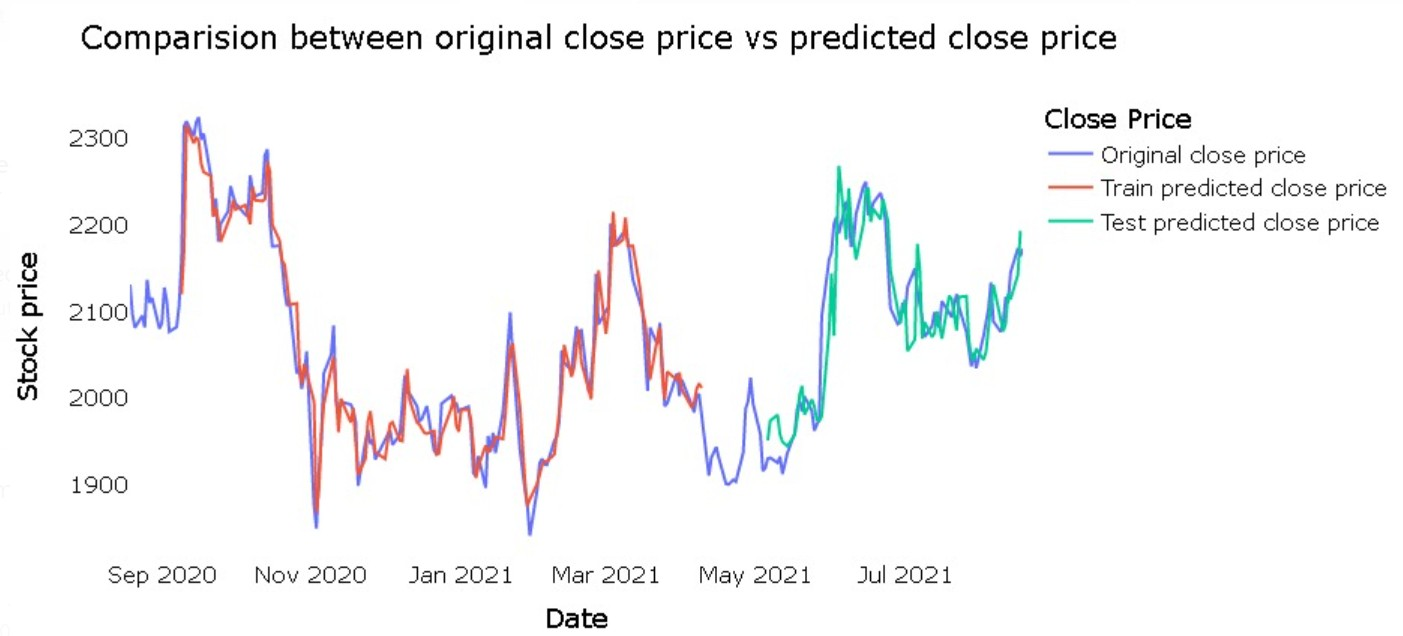 Comparision between original close price vs predicted close price
Close Price
Original close price
Train predicted close price
Test predicted close price
Stock price
2300
2200
2100
2000
1900
Sep 2020
Nov 2020
Jan 2021
Mar 2021
May 2021
Jul 2021
Date